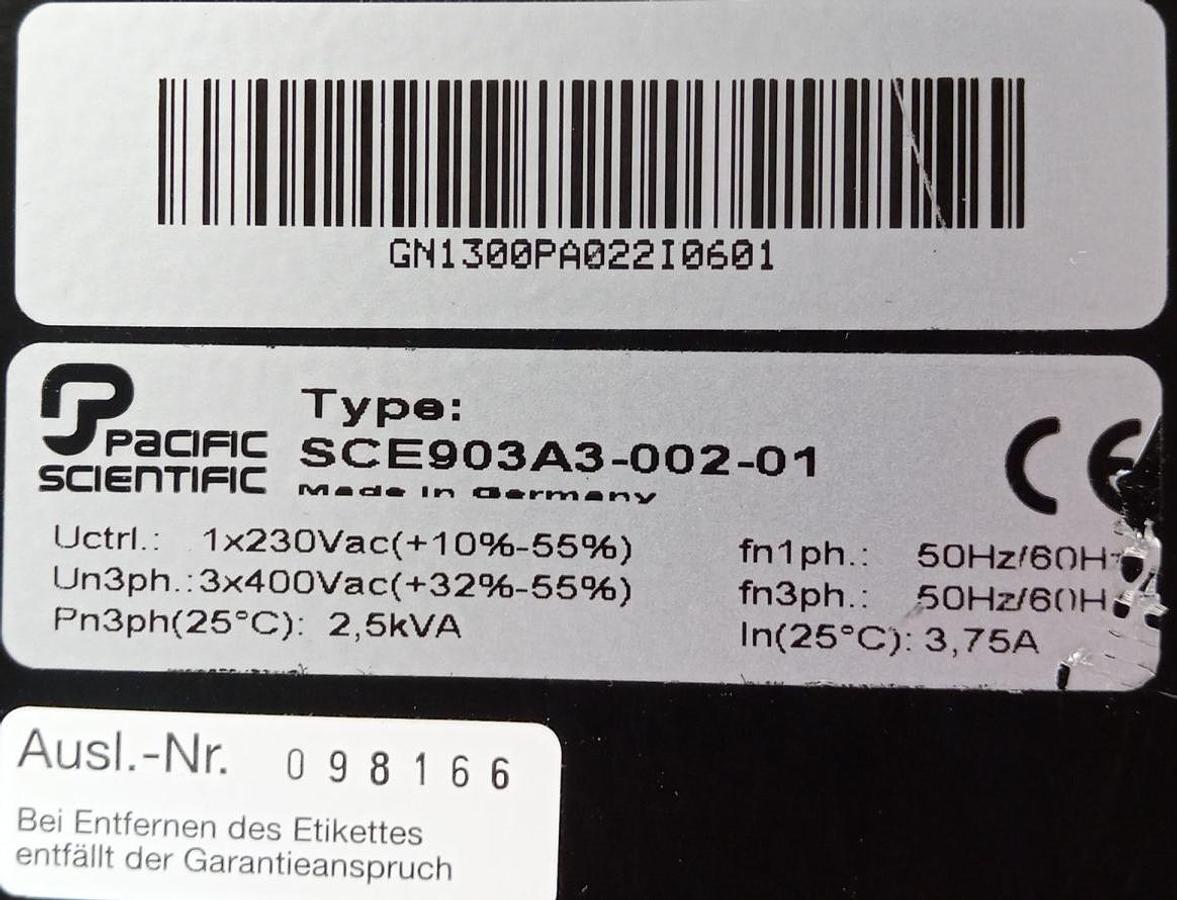 GN1300PA022I0601
PACIFIC
SCIENTIFIC
Type:
SCE903A3-002-01
Made in Germany
CE
Uctrl.: 1x230Vac(+10%-55%)
fn1ph.: 50Hz/60H
Un3ph.:3x400Vac(+32%-55%)
fn3ph.: 50Hz/60H
Pn3ph(25°C): 2,5kVA
In(25°C): 3,75A
Ausl.-Nr. 098166
Bei Entfernen des Etikettes
entfällt der Garantieanspruch